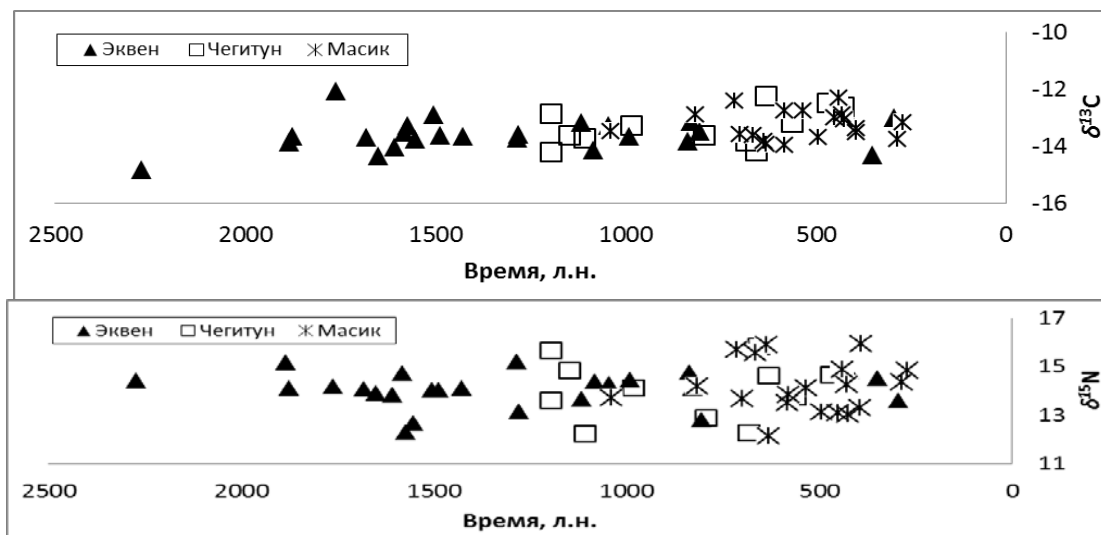 Эквен Чегитун Масик
-10
-12
-14
-16
δ13C
2500 2000 1500 1000 500 0
Время, л.н.
Эквен Чегитун Масик
17
15
13
11
δ15N
2500 2000 1500 1000 500 0
Время, л.н.